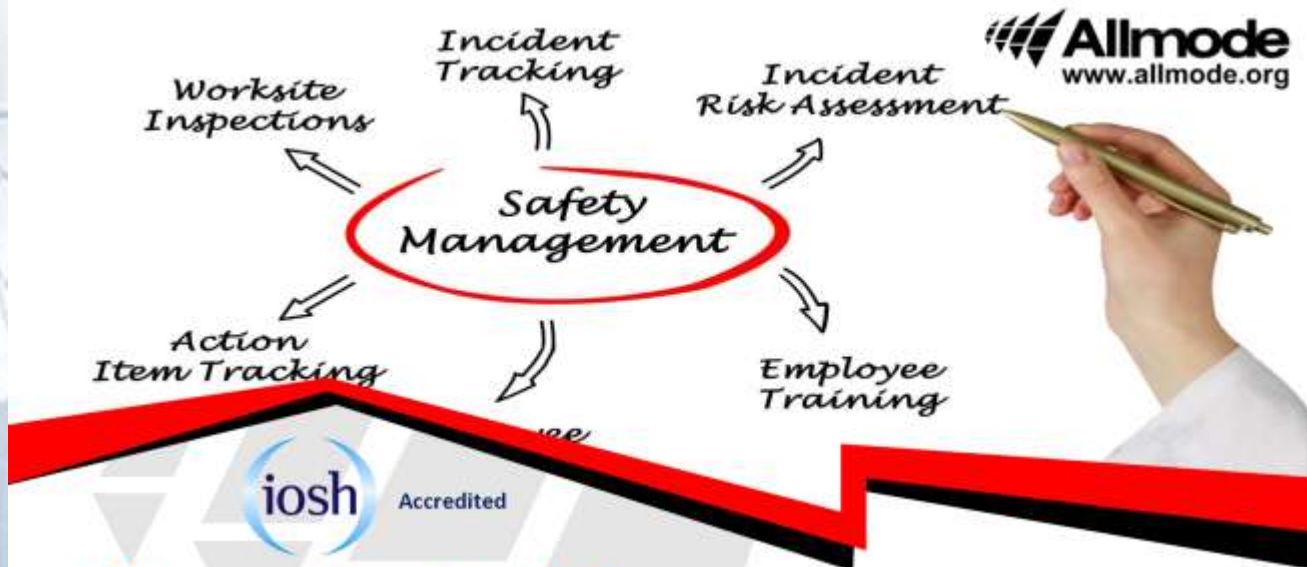 Allmode
www.allmode.org
Incident
Tracking
Incident
Risk Assessment
Worksite
Inspections
Safety
Management
Action
Item Tracking
Employee
Training
iosh
Accredited